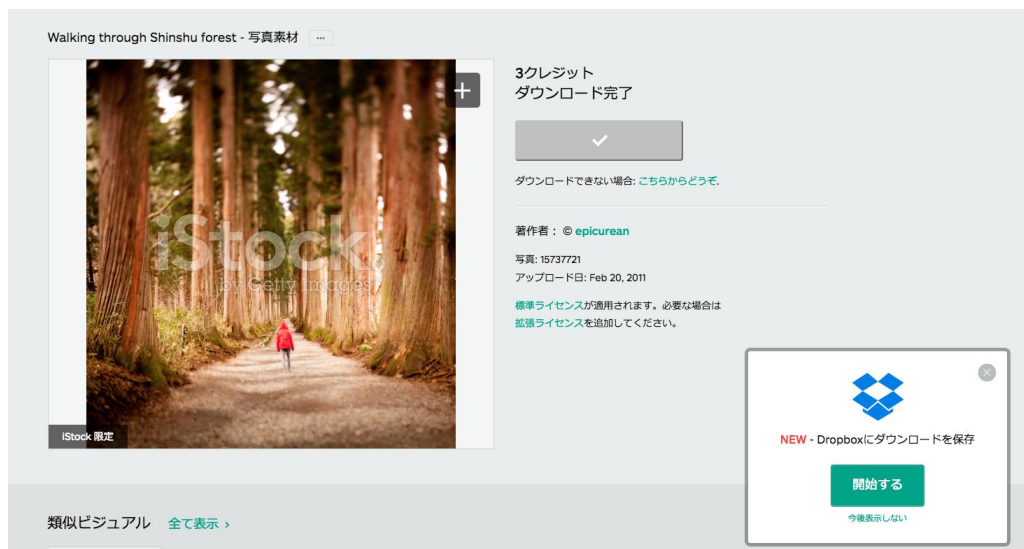 Walking through Shinshu forest - 写真素材 ...
3クレジット
ダウンロード完了
ダウンロードできない場合: こちらからどうぞ.
iStock
by Getty Images
著作者： © epicurean
写真: 15737721
アップロード日: Feb 20, 2011
標準ライセンスが適用されます。必要な場合は
拡張ライセンスを追加してください。
iStock 限定
NEW - Dropboxにダウンロードを保存
開始する
今後表示しない
類似ビジュアル 全て表示 ›